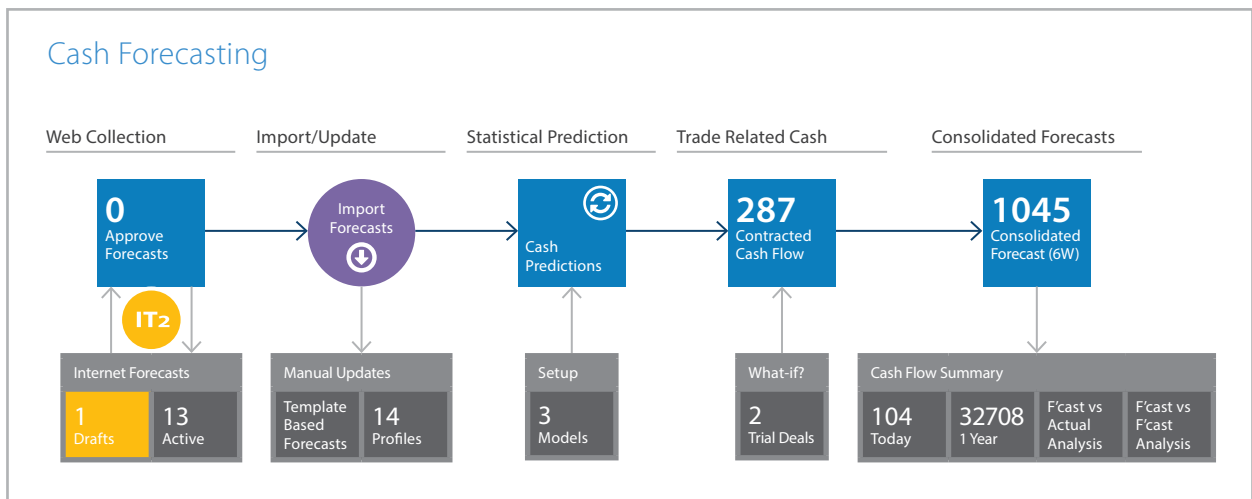 Cash Forecasting
Web Collection
Import/Update
Statistical Prediction
Trade Related Cash
Consolidated Forecasts
0
Approve
Forecasts
Import
Forecasts
Cash
Predictions
287
Contracted
Cash Flow
1045
Consolidated
Forecast (6W)
IT2
Internet Forecasts
1
Drafts
13
Active
Manual Updates
Template
Based
Forecasts
14
Profiles
Setup
3
Models
What-if?
2
Trial Deals
Cash Flow Summary
104
Today
32708
1 Year
F'cast vs
Actual
Analysis
F'cast vs
F'cast
Analysis